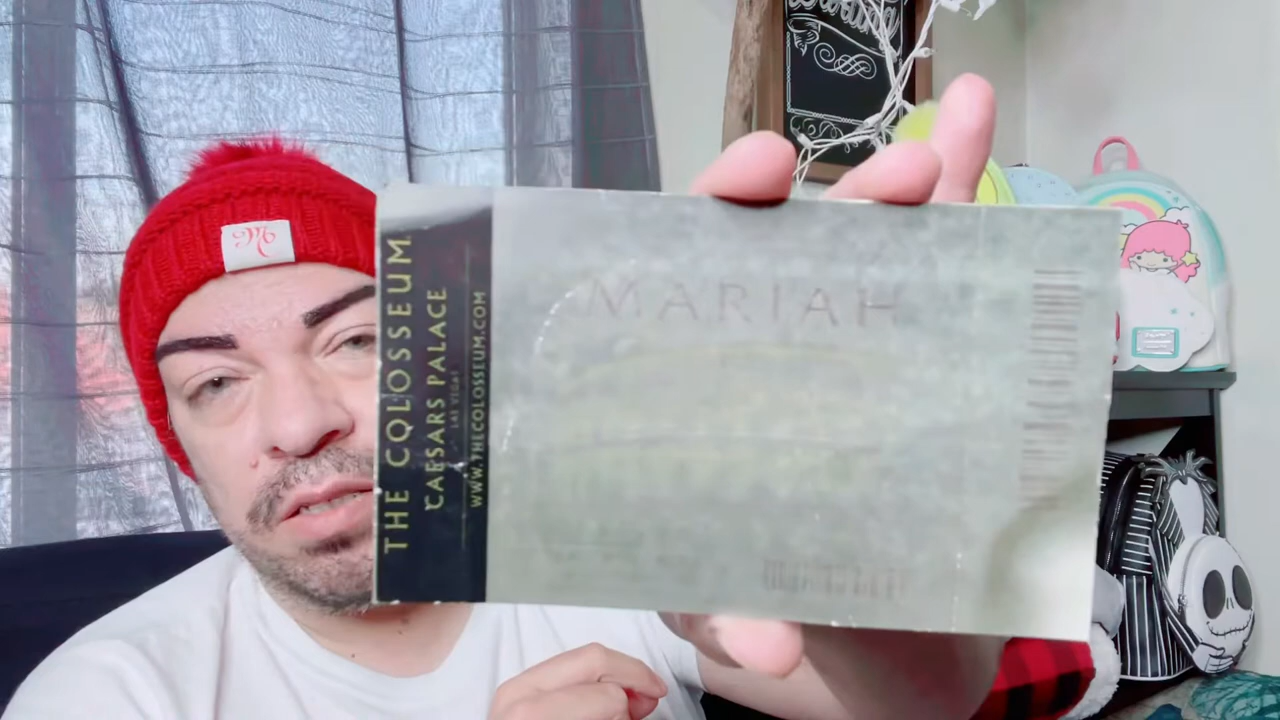 THE COLOSSEUM
CAESARS PALACE
LAS VEGAS
WWW.THECOLOSSEUM.COM
MARIAH